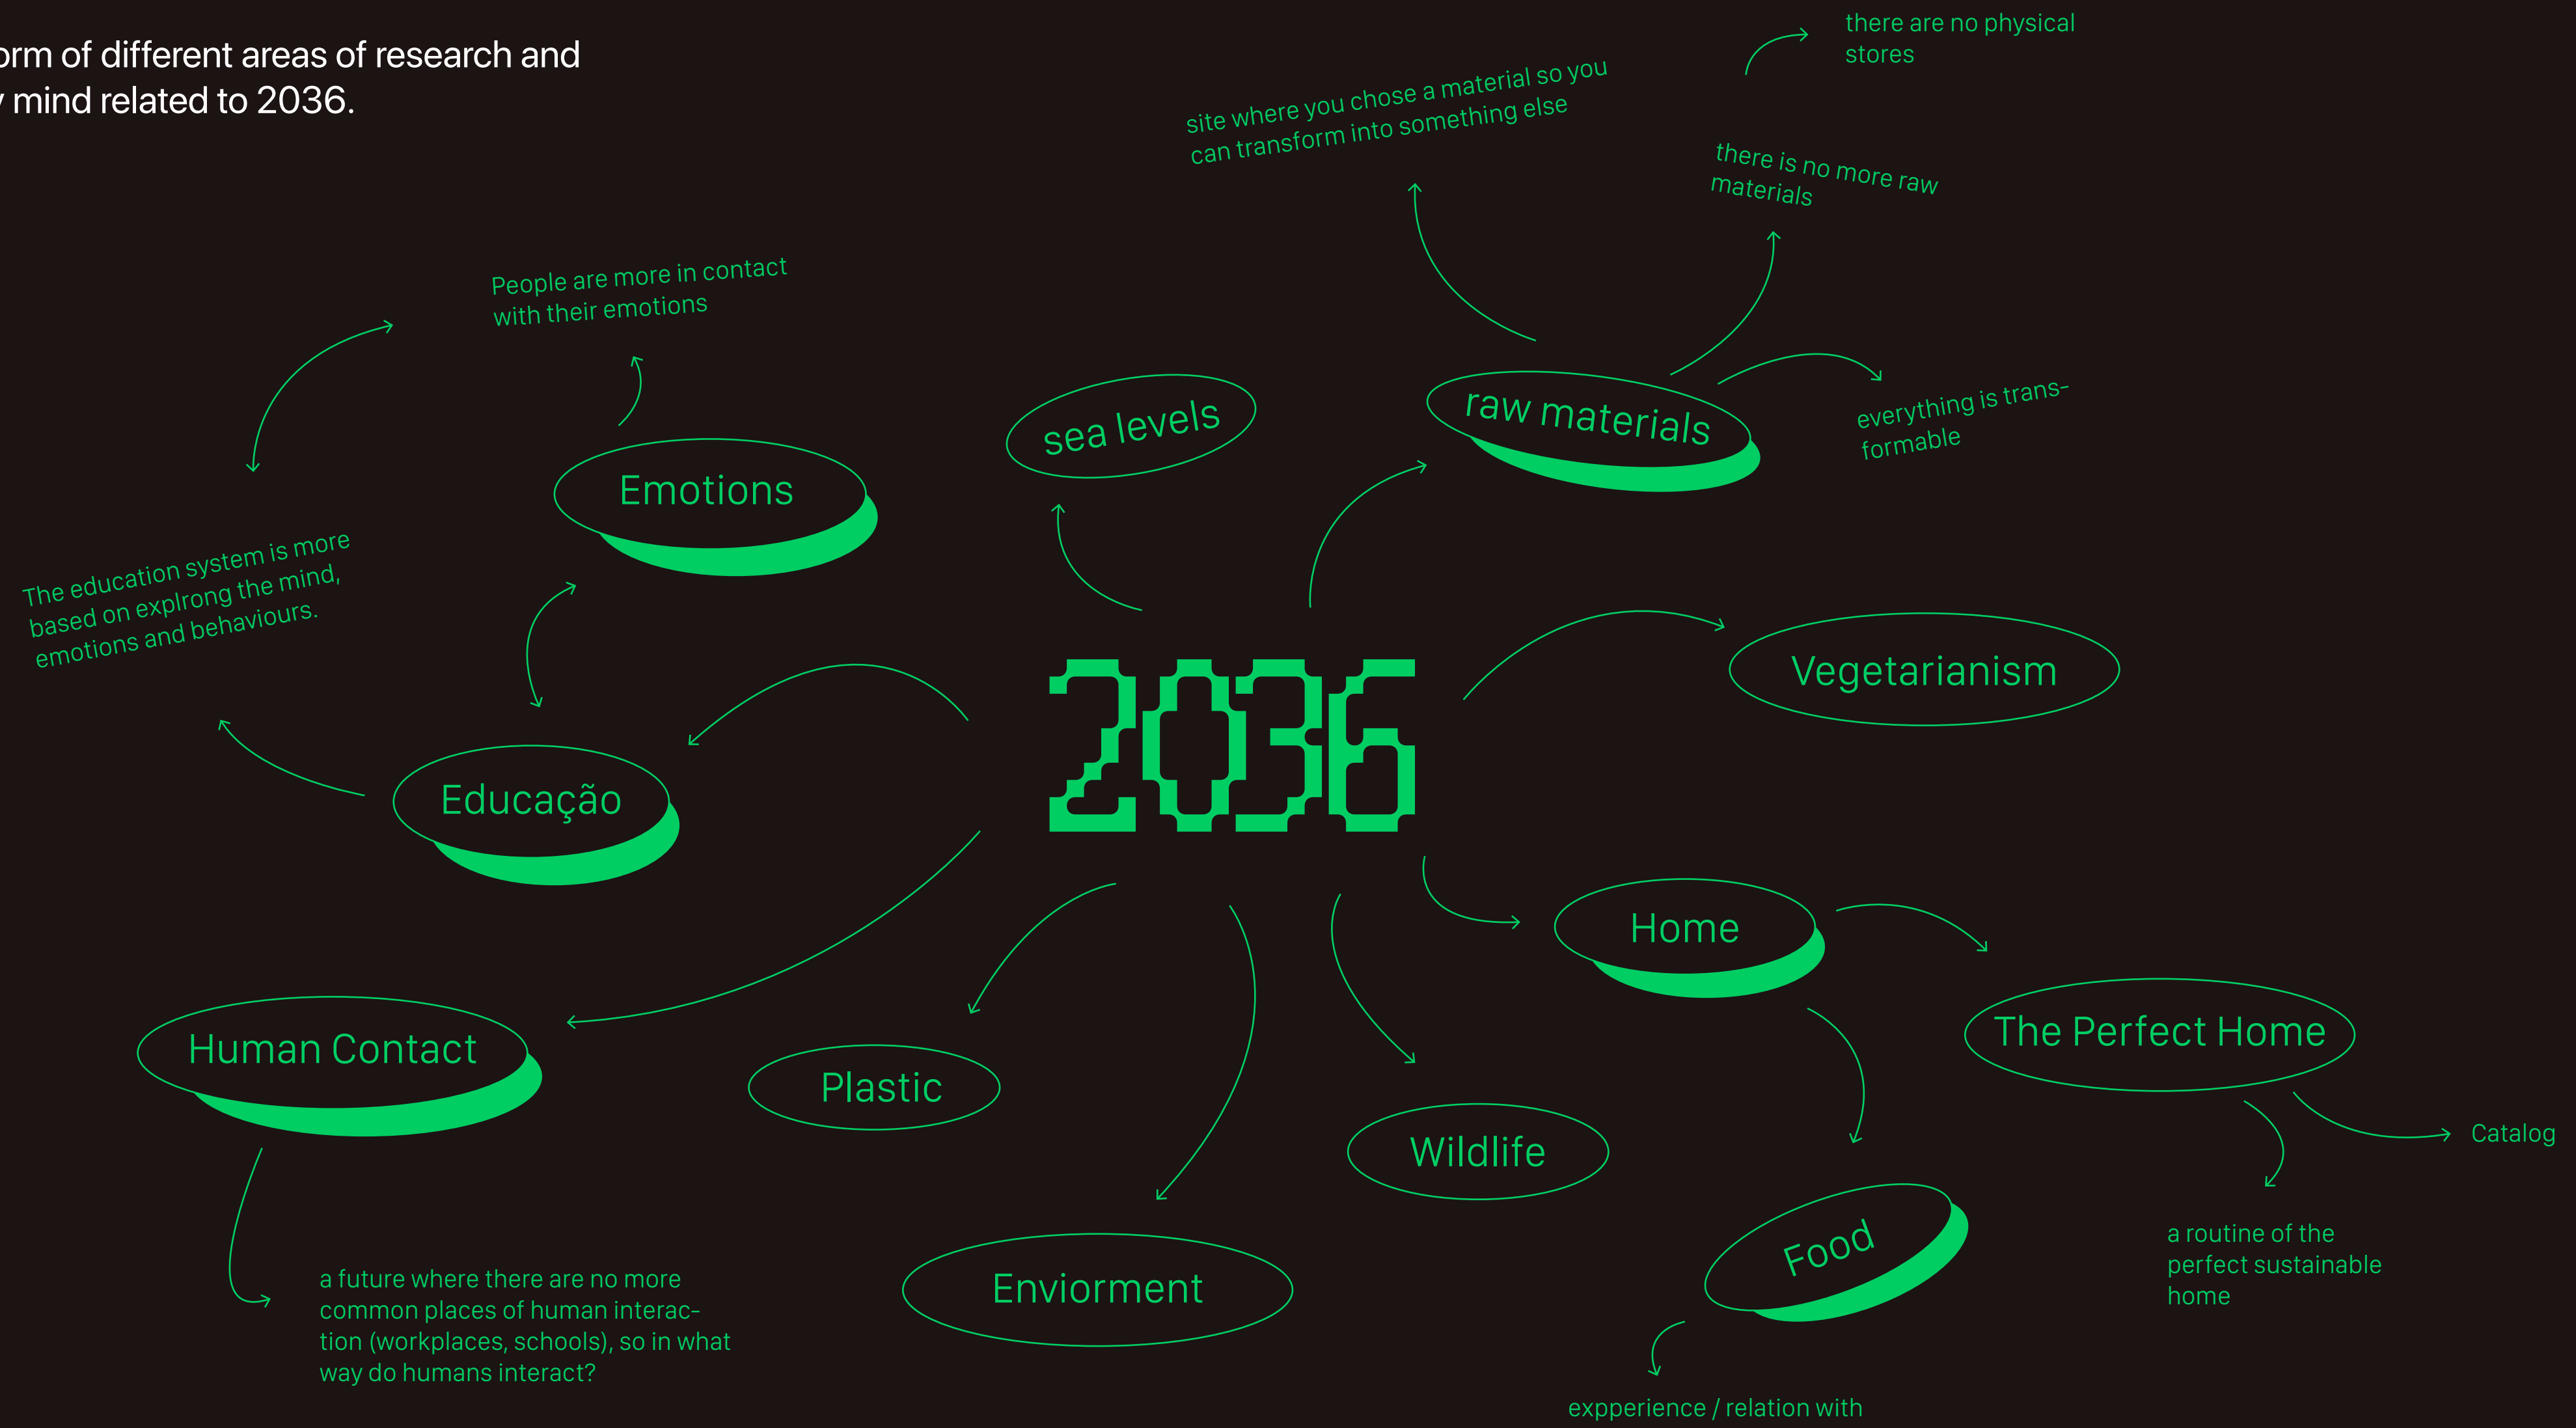 orm of different areas of research and
mind related to 2036.
there are no physical
stores
site where you chose a material so you
can transform into something else
there is no more raw
materials
People are more in contact
with their emotions
everything is trans-
formable
sea levels
raw materials
Emotions
The education system is more
based on explrong the mind,
emotions and behaviours.
Vegetarianism
2036
Educação
Home
Human Contact
The Perfect Home
Plastic
Wildlife
Catalog
Food
a routine of the
perfect sustainable
home
Enviorment
a future where there are no more
common places of human interac-
tion (workplaces, schools), so in what
way do humans interact?
expperience / relation with